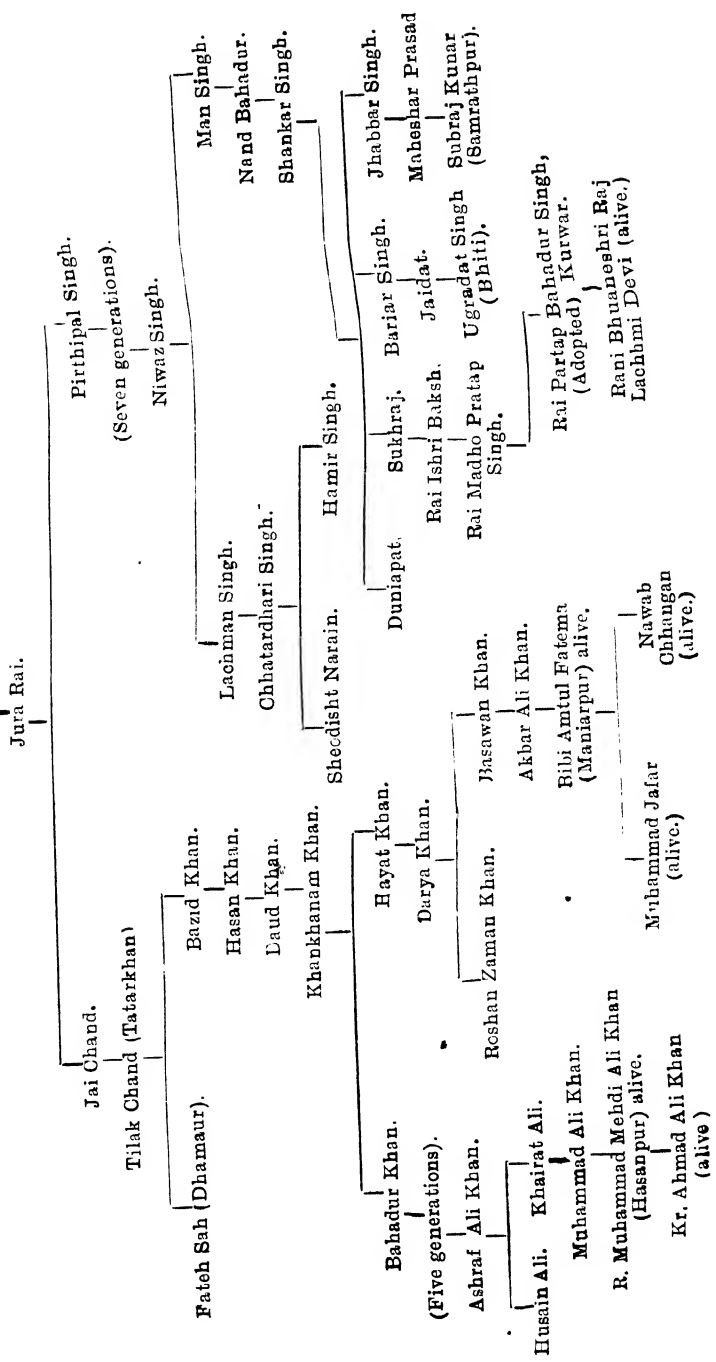 Jura Rai.
Jai Chand.
Tilak Chand (Tatarkhan)
Fateh Sah (Dhamaur).
Bazid Khan.
Hasan Khan.
Daud Khan.
Khankhanam Khan.
Bahadur Khan.
(Five generations).
Ashraf Ali Khan.
Husain Ali.
Khairat Ali.
Muhammad Ali Khan.
R. Muhammad Mehdi Ali Khan
(Hasanpur) alive.
Kr. Ahmad Ali Khan
(alive)
Hayat Khan.
Darya Khan.
Roshan Zaman Khan.
Basawan Khan.
Akbar Ali Khan.
Bibi Amtul Fatema
(Maniarpur) alive.
Muhammad Jafar
(alive.)
Nawab
Chhangan
(alive.)
Pirthipal Singh.
(Seven generations).
Niwaz Singh.
Lachman Singh.
Chhatardhari Singh.
Sheodisht Narain.
Hamir Singh.
Man Singh.
Nand Bahadur.
Shankar Singh.
Duniapat.
Sukhraj.
Rai Ishri Baksh.
Rai Madho Pratap
Singh.
Rai Partap Bahadur Singh,
(Adopted) Kurwar.
Rani Bhuaneshri Raj
Lachhmi Devi (alive.)
Bariar Singh.
Jaidat.
Ugradat Singh
(Bhiti).
Jhabbar Singh.
Maheshar Prasad
Subraj Kunar
(Samrathpur).